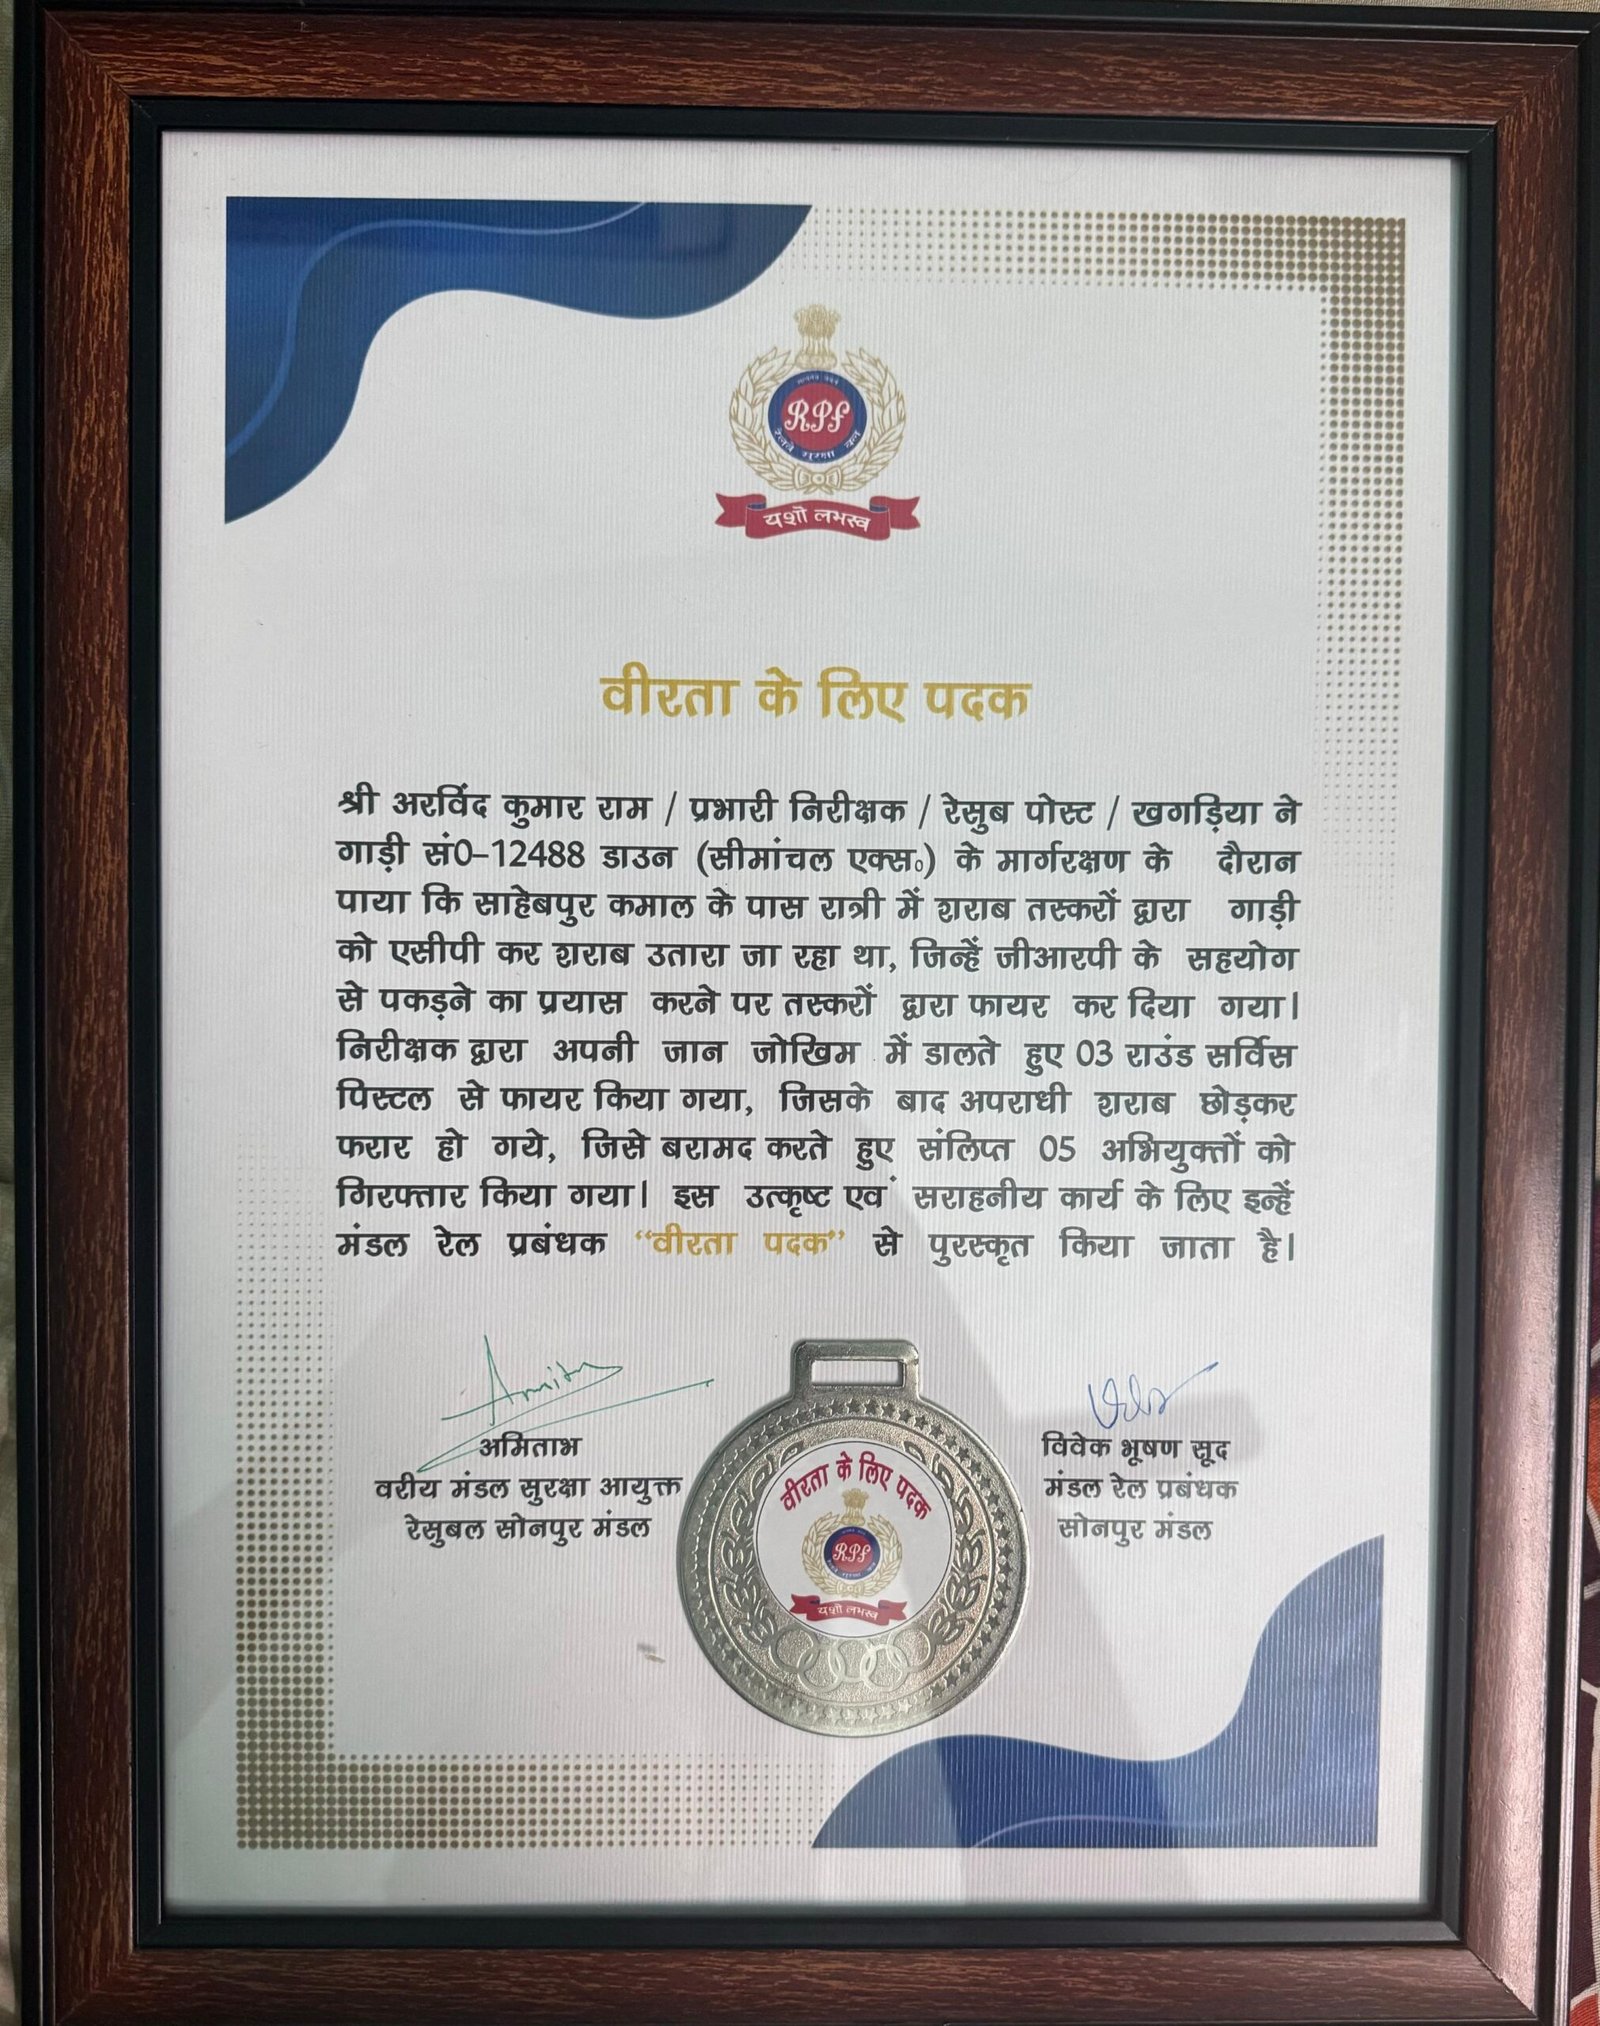 RPF
रेलवे सुरक्षा बल
यशो लभस्व
वीरता के लिए पदक
श्री अरविंद कुमार राम / प्रभारी निरीक्षक / रेसुब पोस्ट / खगड़िया ने
गाड़ी सं0-12488 डाउन (सीमांचल एक्स॰) के मार्गरक्षण के दौरान
पाया कि साहेबपुर कमाल के पास रात्री में शराब तस्करों द्वारा गाड़ी
को एसीपी कर शराब उतारा जा रहा था, जिन्हें जीआरपी के सहयोग
से पकड़ने का प्रयास करने पर तस्करों द्वारा फायर कर दिया गया।
निरीक्षक द्वारा अपनी जान जोखिम में डालते हुए 03 राउंड सर्विस
पिस्टल से फायर किया गया, जिसके बाद अपराधी शराब छोड़कर
फरार हो गये, जिसे बरामद करते हुए संलिप्त 05 अभियुक्तों को
गिरफ्तार किया गया। इस उत्कृष्ट एवं सराहनीय कार्य के लिए इन्हें
मंडल रेल प्रबंधक “वीरता पदक” से पुरस्कृत किया जाता है।
अमिताभ
वरीय मंडल सुरक्षा आयुक्त
रेसुबल सोनपुर मंडल
वीरता के लिए पदक
RPF
यशो लभस्व
विवेक भूषण सूद
मंडल रेल प्रबंधक
सोनपुर मंडल